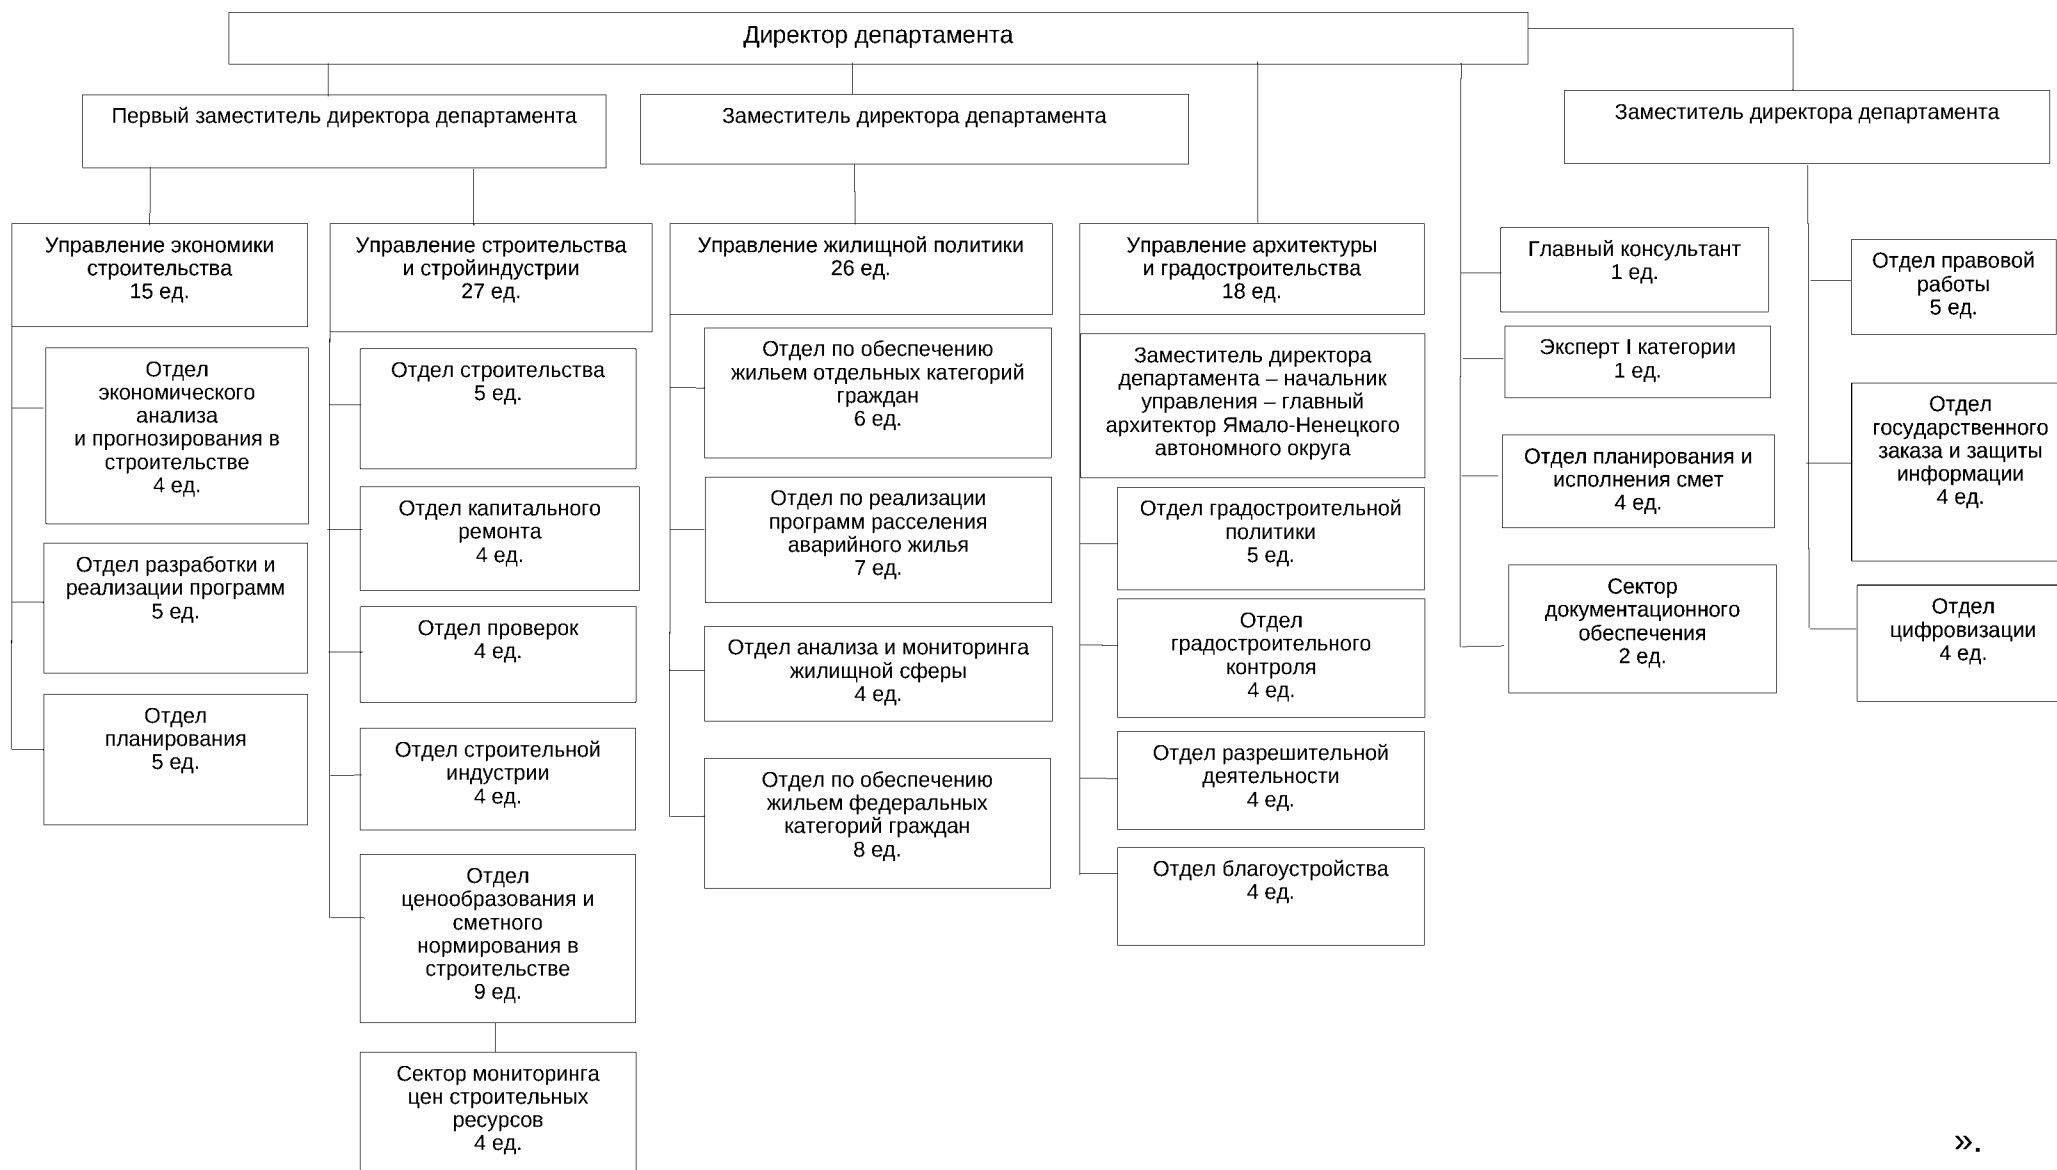 Директор департамента
Первый заместитель директора департамента
Заместитель директора департамента
Заместитель директора департамента
Управление экономики
строительства
15 ед.
Отдел
экономического
анализа
и прогнозирования в
строительстве
4 ед.
Отдел разработки и
реализации программ
5 ед.
Отдел
планирования
5 ед.
Управление строительства
и стройиндустрии
27 ед.
Отдел строительства
5 ед.
Отдел капитального
ремонта
4 ед.
Отдел проверок
4 ед.
Отдел строительной
индустрии
4 ед.
Отдел
ценообразования и
сметного
нормирования в
строительстве
9 ед.
Сектор мониторинга
цен строительных
ресурсов
4 ед.
Управление жилищной политики
26 ед.
Отдел по обеспечению
жильем отдельных категорий
граждан
6 ед.
Отдел по реализации
программ расселения
аварийного жилья
7 ед.
Отдел анализа и мониторинга
жилищной сферы
4 ед.
Отдел по обеспечению
жильем федеральных
категорий граждан
8 ед.
Управление архитектуры
и градостроительства
18 ед.
Заместитель директора
департамента – начальник
управления – главный
архитектор Ямало-Ненецкого
автономного округа
Отдел градостроительной
политики
5 ед.
Отдел
градостроительного
контроля
4 ед.
Отдел разрешительной
деятельности
4 ед.
Отдел благоустройства
4 ед.
Главный консультант
1 ед.
Эксперт I категории
1 ед.
Отдел планирования и
исполнения смет
4 ед.
Сектор
документационного
обеспечения
2 ед.
Отдел правовой
работы
5 ед.
Отдел
государственного
заказа и защиты
информации
4 ед.
Отдел
цифровизации
4 ед.
».